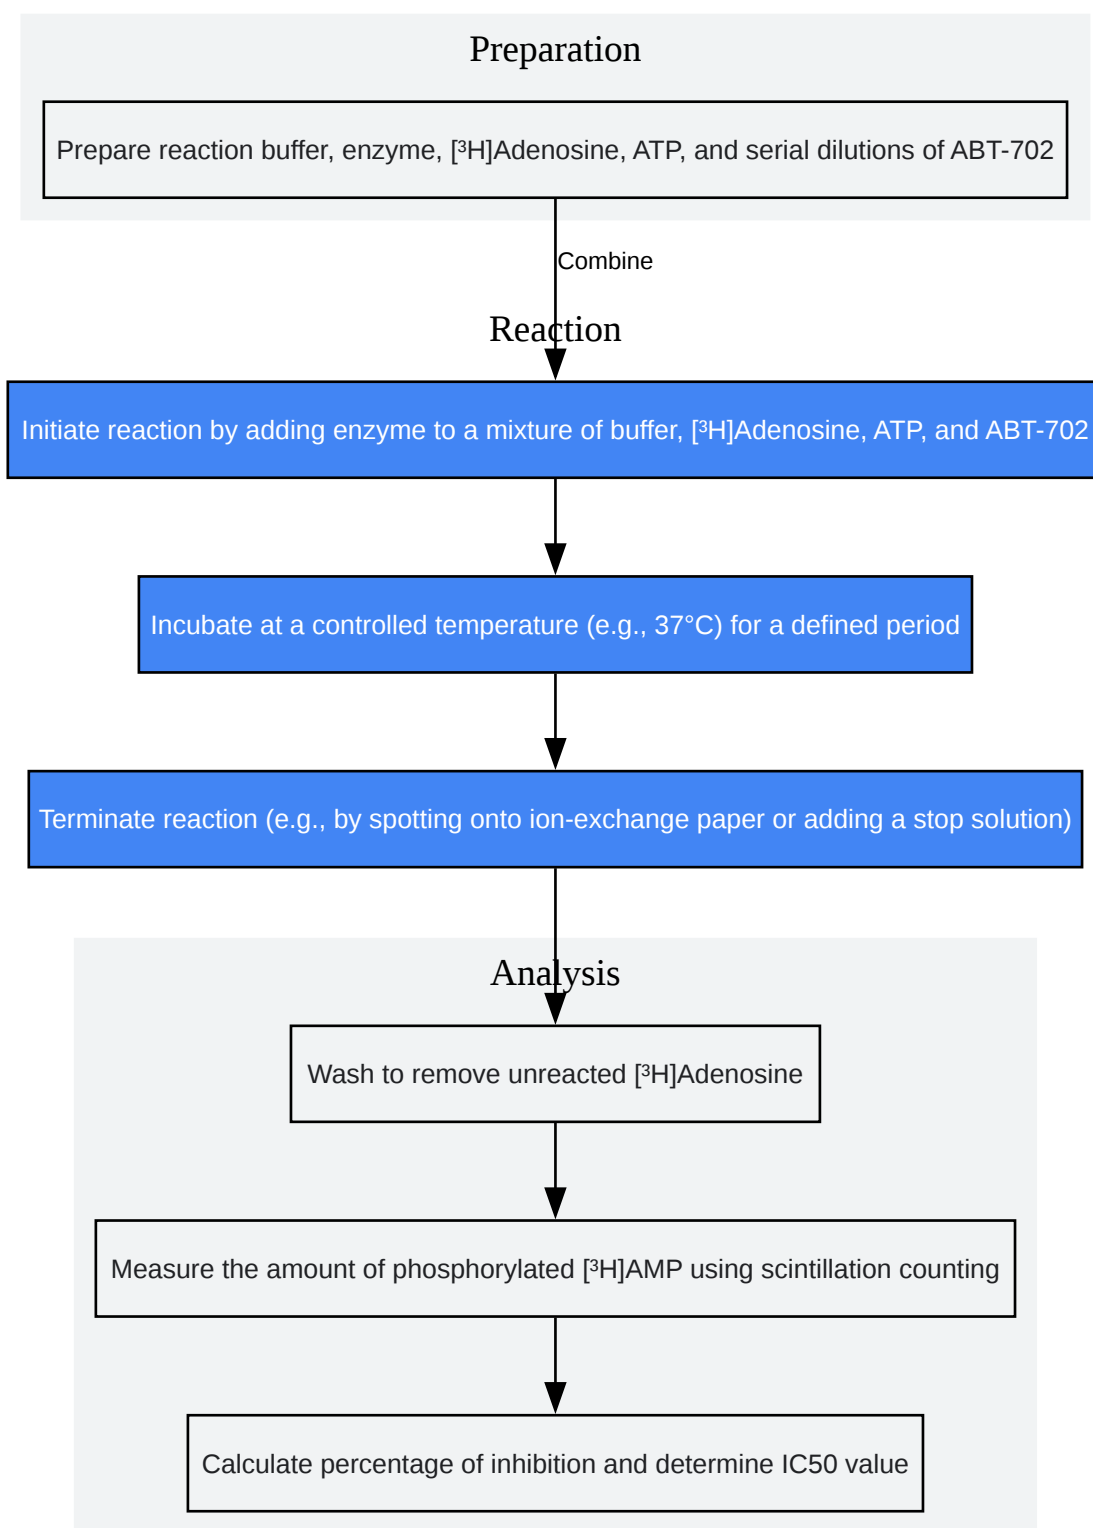 Preparation
Prepare reaction buffer, enzyme, [³H]Adenosine, ATP, and serial dilutions of ABT-702
Combine
Reaction
Initiate reaction by adding enzyme to a mixture of buffer, [³H]Adenosine, ATP, and ABT-702
Incubate at a controlled temperature (e.g., 37°C) for a defined period
Terminate reaction (e.g., by spotting onto ion-exchange paper or adding a stop solution)
Analysis
Wash to remove unreacted [³H]Adenosine
Measure the amount of phosphorylated [³H]AMP using scintillation counting
Calculate percentage of inhibition and determine IC50 value